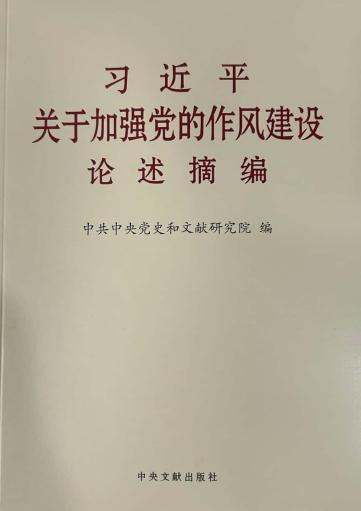 习近平
关于加强党的作风建设
论述摘编
中共中央党史和文献研究院 编
中央文献出版社